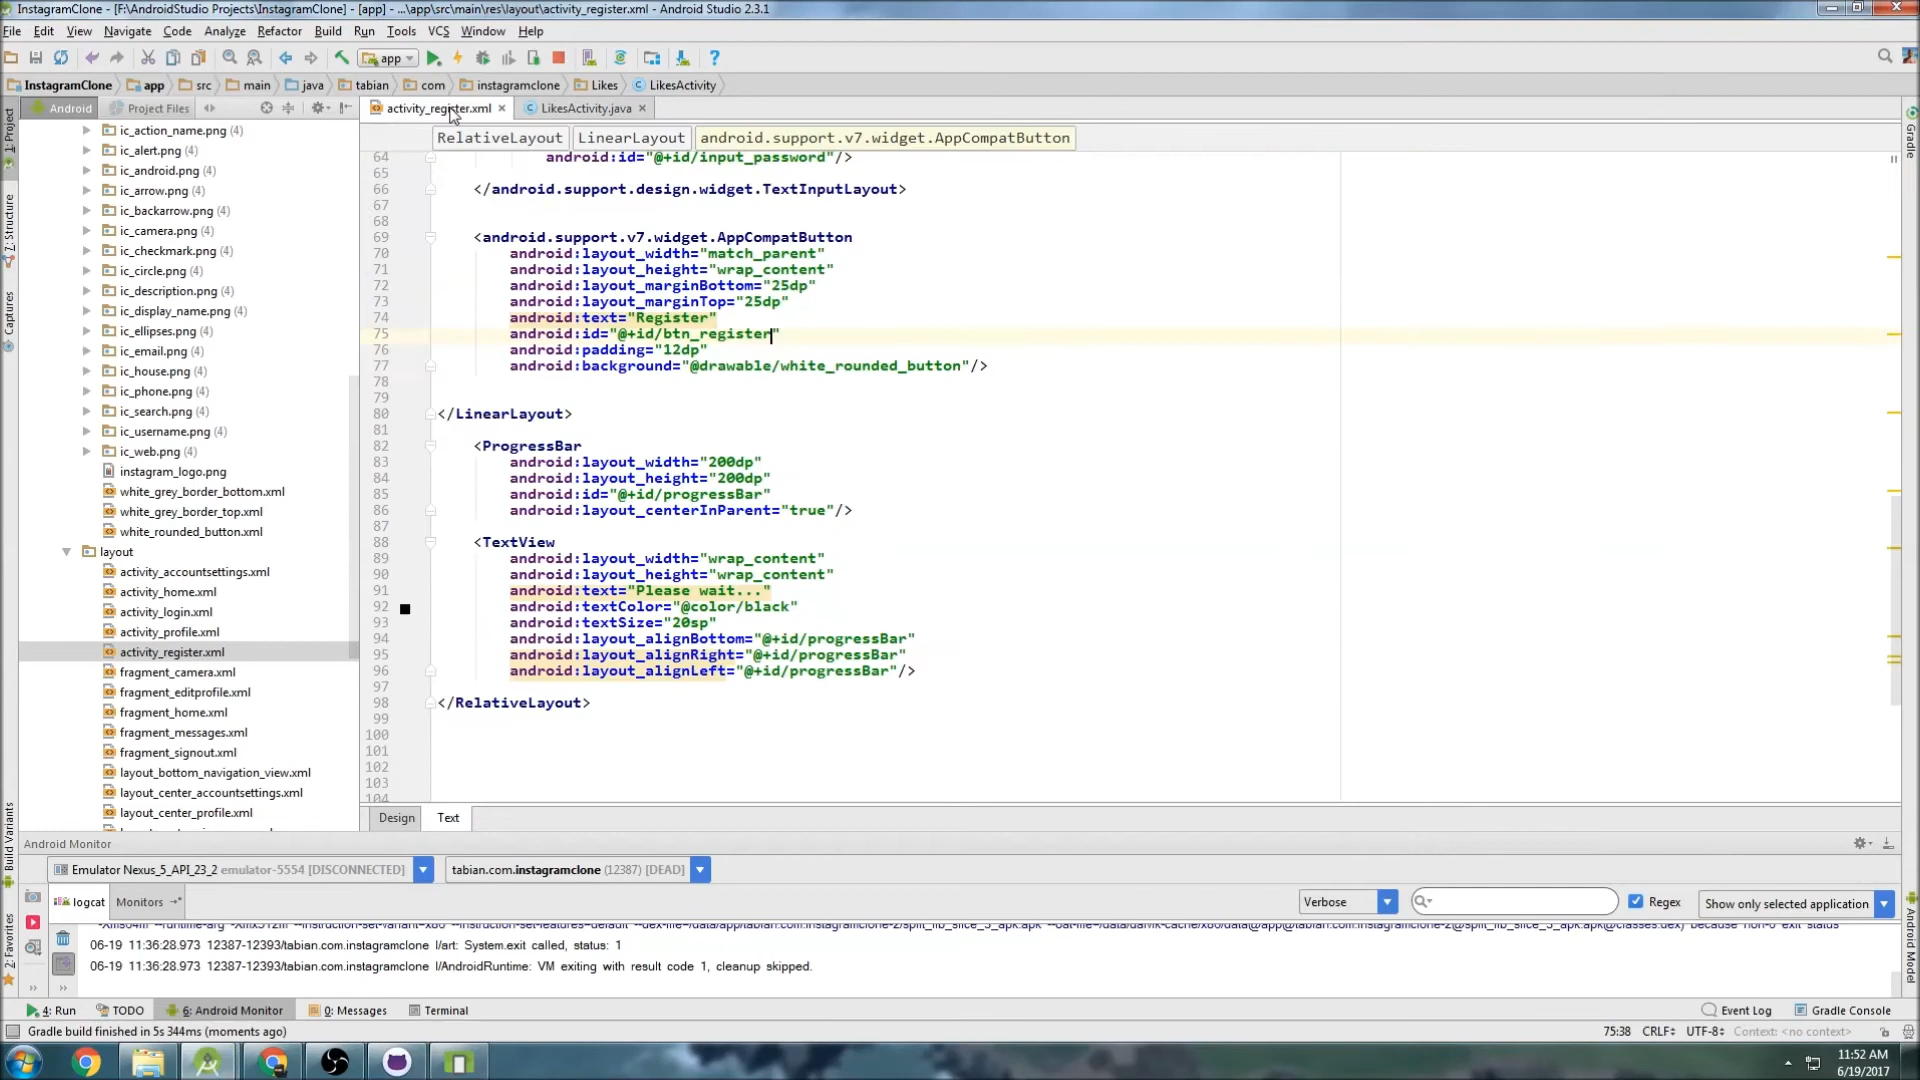 InstagramClone - [F:\AndroidStudio Projects\InstagramClone] - [app] - ...\app\src\main\res\layout\activity_register.xml - Android Studio 2.3.1
File Edit View Navigate Code Analyze Refactor Build Run Tools VCS Window Help
app
InstagramClone app src main java tabian com instagramclone Likes LikesActivity
Android Project Files
activity_register.xml LikesActivity.java
RelativeLayout LinearLayout android.support.v7.widget.AppCompatButton
1: Project
7: Structure
Captures
Build Variants
2: Favorites
Gradle
Android Model
ic_action_name.png (4)
ic_alert.png (4)
ic_android.png (4)
ic_arrow.png (4)
ic_backarrow.png (4)
ic_camera.png (4)
ic_checkmark.png (4)
ic_circle.png (4)
ic_description.png (4)
ic_display_name.png (4)
ic_ellipses.png (4)
ic_email.png (4)
ic_house.png (4)
ic_phone.png (4)
ic_search.png (4)
ic_username.png (4)
ic_web.png (4)
instagram_logo.png
white_grey_border_bottom.xml
white_grey_border_top.xml
white_rounded_button.xml
layout
activity_accountsettings.xml
activity_home.xml
activity_login.xml
activity_profile.xml
activity_register.xml
fragment_camera.xml
fragment_editprofile.xml
fragment_home.xml
fragment_messages.xml
fragment_signout.xml
layout_bottom_navigation_view.xml
layout_center_accountsettings.xml
layout_center_profile.xml
64 android:id="@+id/input_password"/>
65
66 </android.support.design.widget.TextInputLayout>
67
68
69 <android.support.v7.widget.AppCompatButton
70 android:layout_width="match_parent"
71 android:layout_height="wrap_content"
72 android:layout_marginBottom="25dp"
73 android:layout_marginTop="25dp"
74 android:text="Register"
75 android:id="@+id/btn_register"
76 android:padding="12dp"
77 android:background="@drawable/white_rounded_button"/>
78
79
80 </LinearLayout>
81
82 <ProgressBar
83 android:layout_width="200dp"
84 android:layout_height="200dp"
85 android:id="@+id/progressBar"
86 android:layout_centerInParent="true"/>
87
88 <TextView
89 android:layout_width="wrap_content"
90 android:layout_height="wrap_content"
91 android:text="Please wait..."
92 android:textColor="@color/black"
93 android:textSize="20sp"
94 android:layout_alignBottom="@+id/progressBar"
95 android:layout_alignRight="@+id/progressBar"
96 android:layout_alignLeft="@+id/progressBar"/>
97
98 </RelativeLayout>
99
100
101
102
103
104
Design Text
Android Monitor
Emulator Nexus_5_API_23_2 emulator-5554 [DISCONNECTED] tabian.com.instagramclone (12387) [DEAD]
logcat Monitors Verbose Regex Show only selected application
06-19 11:36:28.973 12387-12393/tabian.com.instagramclone I/art: System.exit called, status: 1
06-19 11:36:28.973 12387-12393/tabian.com.instagramclone I/AndroidRuntime: VM exiting with result code 1, cleanup skipped.
4: Run TODO 6: Android Monitor 0: Messages Terminal Event Log Gradle Console
Gradle build finished in 5s 344ms (moments ago) 75:38 CRLF UTF-8 Context: <no context>
11:52 AM
6/19/2017